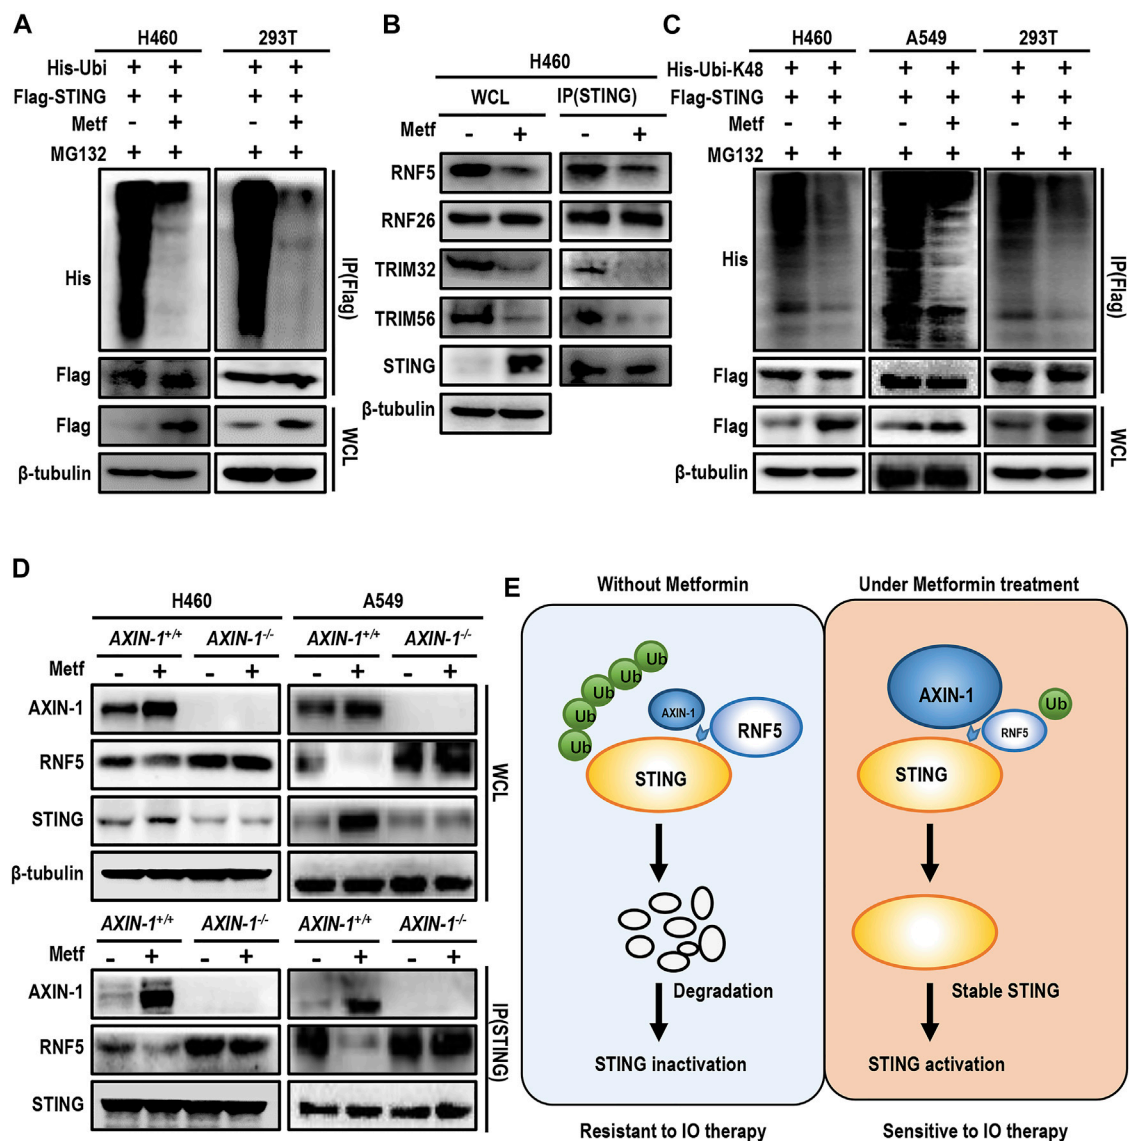 A
H460 293T
His-Ubi + + + +
Flag-STING + + + +
Metf - + - +
MG132 + + + +
His
Flag
IP(Flag)
Flag
β-tubulin
WCL
B
H460
WCL IP(STING)
Metf - + - +
RNF5
RNF26
TRIM32
TRIM56
STING
β-tubulin
C
H460 A549 293T
His-Ubi-K48 + + + + + +
Flag-STING + + + + + +
Metf - + - + - +
MG132 + + + + + +
His
Flag
IP(Flag)
Flag
β-tubulin
WCL
D
H460 A549
AXIN-1+/+ AXIN-1-/- AXIN-1+/+ AXIN-1-/-
Metf - + - + - + - +
AXIN-1
RNF5
STING
β-tubulin
WCL
AXIN-1+/+ AXIN-1-/- AXIN-1+/+ AXIN-1-/-
Metf - + - + - + - +
AXIN-1
RNF5
STING
IP(STING)
E
Without Metformin
Ub
Ub
Ub
Ub
Ub
AXIN-1
RNF5
STING
Degradation
STING inactivation
Resistant to IO therapy
Under Metformin treatment
AXIN-1
Ub
RNF5
STING
Stable STING
STING activation
Sensitive to IO therapy